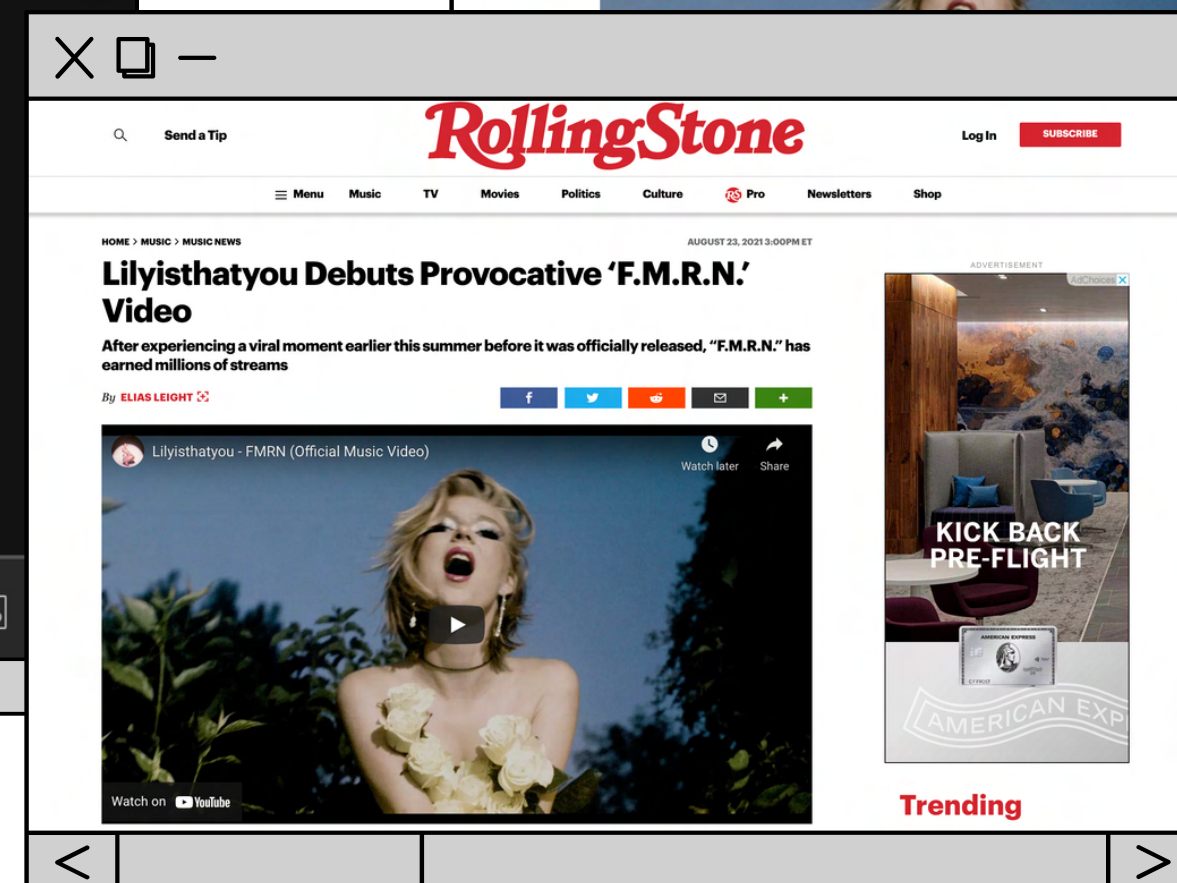 RollingStone
Send a Tip
Log In
SUBSCRIBE
Menu Music TV Movies Politics Culture RS Pro Newsletters Shop
HOME > MUSIC > MUSIC NEWS
AUGUST 23, 2021 3:00PM ET
Lilyisthatyou Debuts Provocative ‘F.M.R.N.’
Video
After experiencing a viral moment earlier this summer before it was officially released, “F.M.R.N.” has
earned millions of streams
By ELIAS LEIGHT
Lilyisthatyou - FMRN (Official Music Video)
Watch later
Share
Watch on YouTube
ADVERTISEMENT
AdChoices
KICK BACK
PRE-FLIGHT
AMERICAN EXPRESS
C F FROST
AMERICAN EXP
Trending